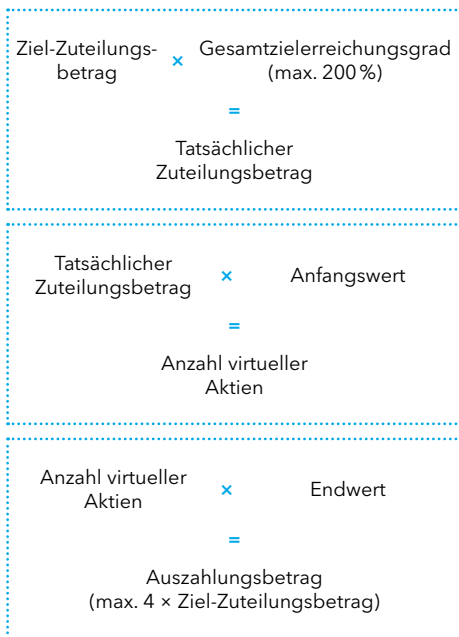 Ziel-Zuteilungs- × Gesamtzielerreichungsgrad
betrag (max. 200 %)
=
Tatsächlicher
Zuteilungsbetrag
Tatsächlicher
Zuteilungsbetrag × Anfangswert
=
Anzahl virtueller
Aktien
Anzahl virtueller
Aktien × Endwert
=
Auszahlungsbetrag
(max. 4 × Ziel-Zuteilungsbetrag)